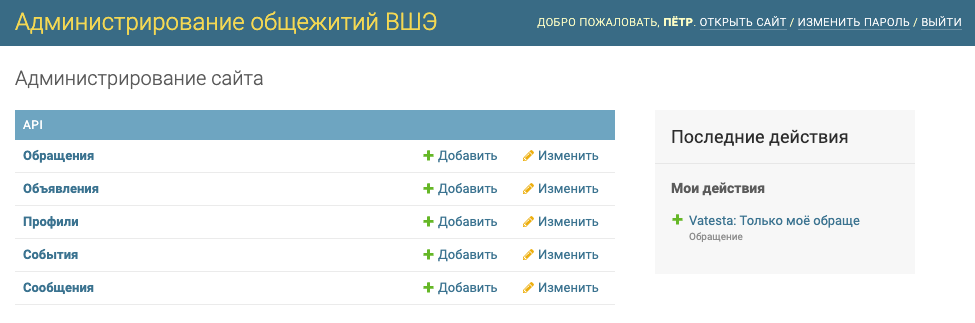 Администрирование общежитий ВШЭ
ДОБРО ПОЖАЛОВАТЬ, ПЁТР. ОТКРЫТЬ САЙТ / ИЗМЕНИТЬ ПАРОЛЬ / ВЫЙТИ
Администрирование сайта
API
Обращения Добавить Изменить
Объявления Добавить Изменить
Профили Добавить Изменить
События Добавить Изменить
Сообщения Добавить Изменить
Последние действия
Мои действия
Vatesta: Только моё обраще
Обращение